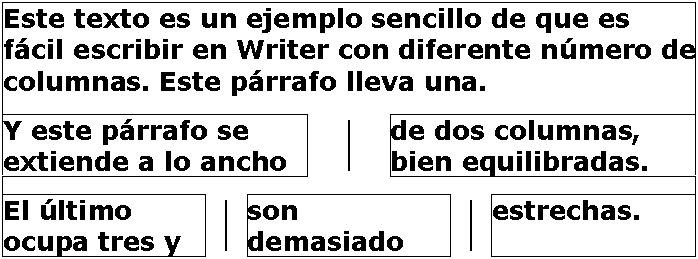 Este texto es un ejemplo sencillo de que es
fácil escribir en Writer con diferente número de
columnas. Este párrafo lleva una.
Y este párrafo se
extiende a lo ancho
de dos columnas,
bien equilibradas.
El último
ocupa tres y
son
demasiado
estrechas.